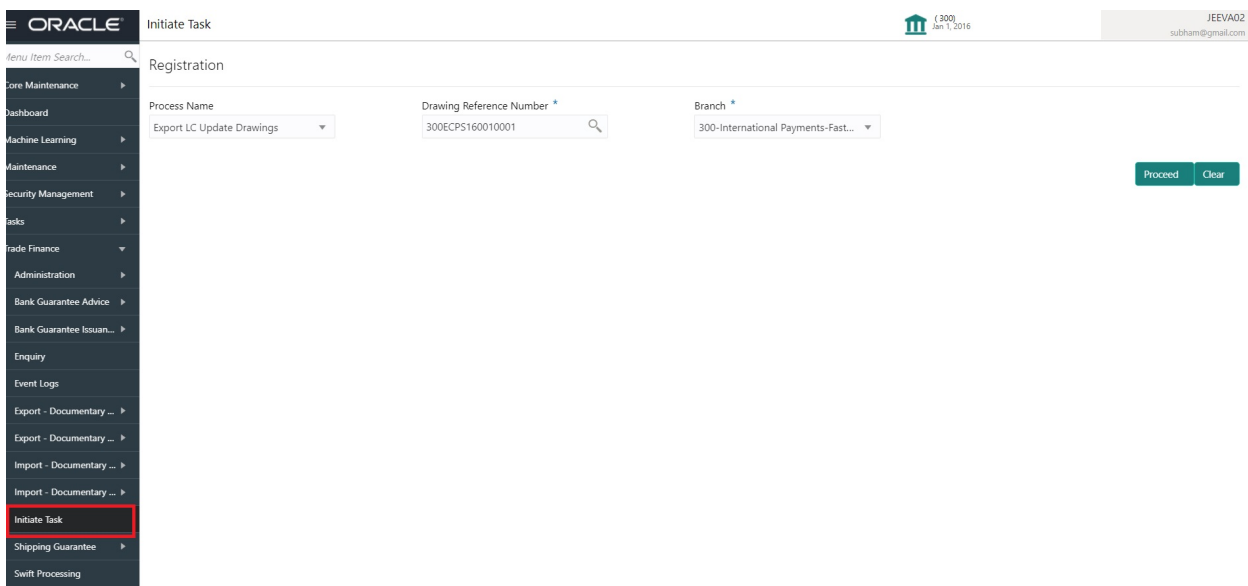 ORACLE
Initiate Task
( 300)
Jan 1, 2016
JEEVA02
subham@gmail.com
Menu Item Search...
Registration
Core Maintenance
Dashboard
Machine Learning
Maintenance
Security Management
Tasks
Trade Finance
Administration
Bank Guarantee Advice
Bank Guarantee Issuan...
Enquiry
Event Logs
Export - Documentary ...
Export - Documentary ...
Import - Documentary ...
Import - Documentary ...
Initiate Task
Shipping Guarantee
Swift Processing
Process Name
Export LC Update Drawings
Drawing Reference Number *
300ECPS160010001
Branch *
300-International Payments-Fast...
Proceed
Clear